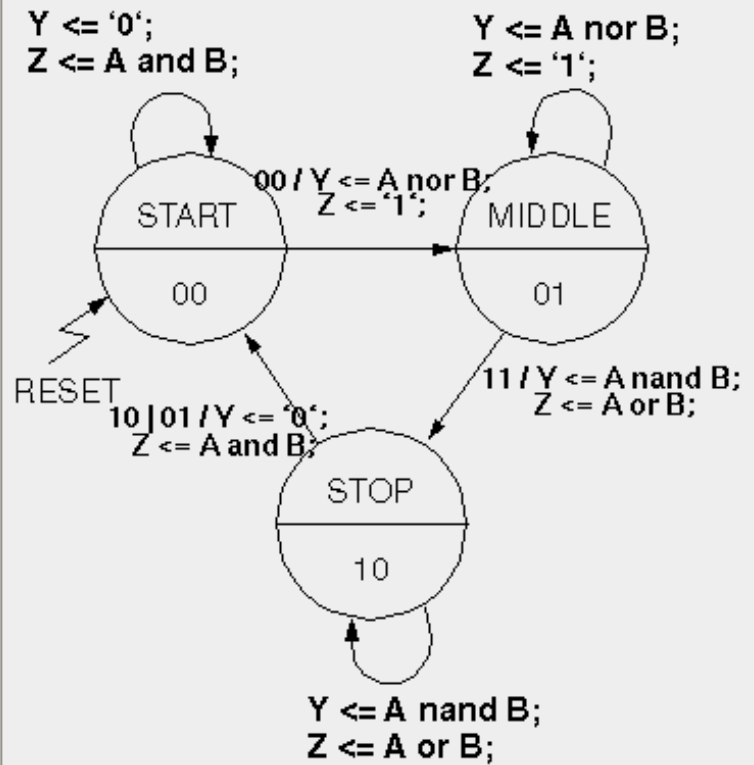 Y <= ‘0‘;
Z <= A and B;
Y <= A nor B;
Z <= ‘1‘;
00 / Y <= A nor B;
Z <= ‘1‘;
START
00
MIDDLE
01
RESET
11 / Y <= A nand B;
Z <= A or B;
10 | 01 / Y <= ‘0‘;
Z <= A and B;
STOP
10
Y <= A nand B;
Z <= A or B;